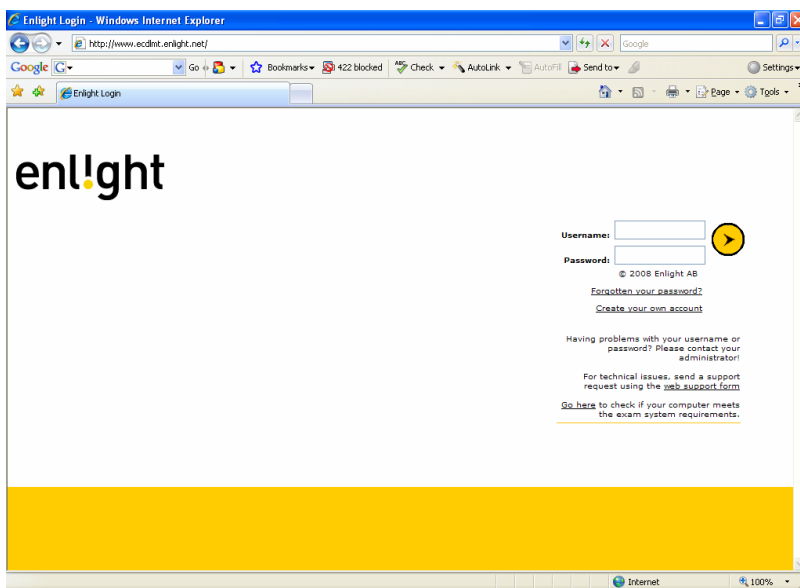 Enlight Login - Windows Internet Explorer
http://www.ecdlmt.enlight.net/
Google
Google G Go Bookmarks 422 blocked ABC Check AutoLink AutoFill Send to Settings
Enlight Login
Page Tools
enl!ght
Username:
Password:
© 2008 Enlight AB
Forgotten your password?
Create your own account
Having problems with your username or
password? Please contact your
administrator!
For technical issues, send a support
request using the web support form
Go here to check if your computer meets
the exam system requirements.
Internet 100%